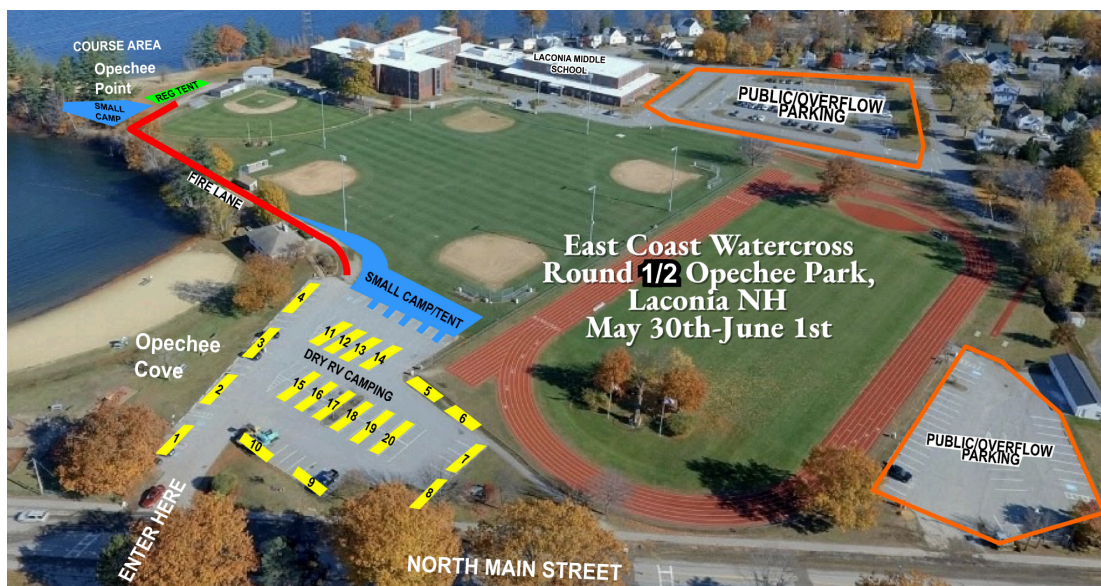 COURSE AREA
Opechee
Point
REG TENT
SMALL
CAMP
LACONIA MIDDLE
SCHOOL
PUBLIC/OVERFLOW
PARKING
FIRE LANE
East Coast Watercross
Round 1/2 Opechee Park,
Laconia NH
May 30th-June 1st
SMALL CAMP/TENT
Opechee
Cove
4
3
2
1
11
12
13
14
DRY RV CAMPING
15
16
17
18
19
20
5
6
7
8
9
10
PUBLIC/OVERFLOW
PARKING
ENTER HERE
NORTH MAIN STREET